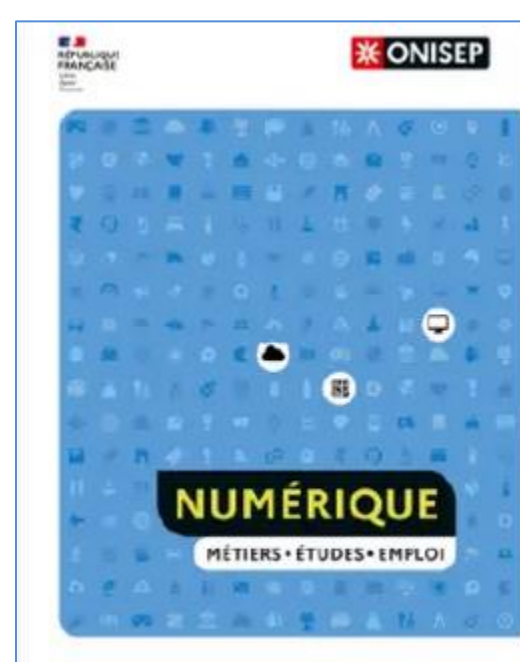 RÉPUBLIQUE
FRANÇAISE
ONISEP
NUMÉRIQUE
MÉTIERS • ÉTUDES • EMPLOI